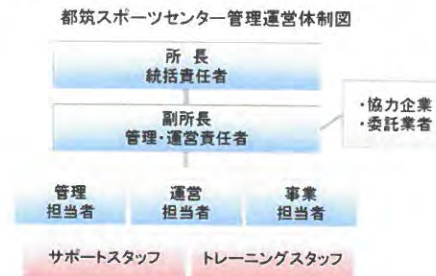 都筑スポーツセンター管理運営体制図
所 長
統括責任者
副所長
管理・運営責任者
・協力企業
・委託業者
管理
担当者
運営
担当者
事業
担当者
サポートスタッフ
トレーニングスタッフ